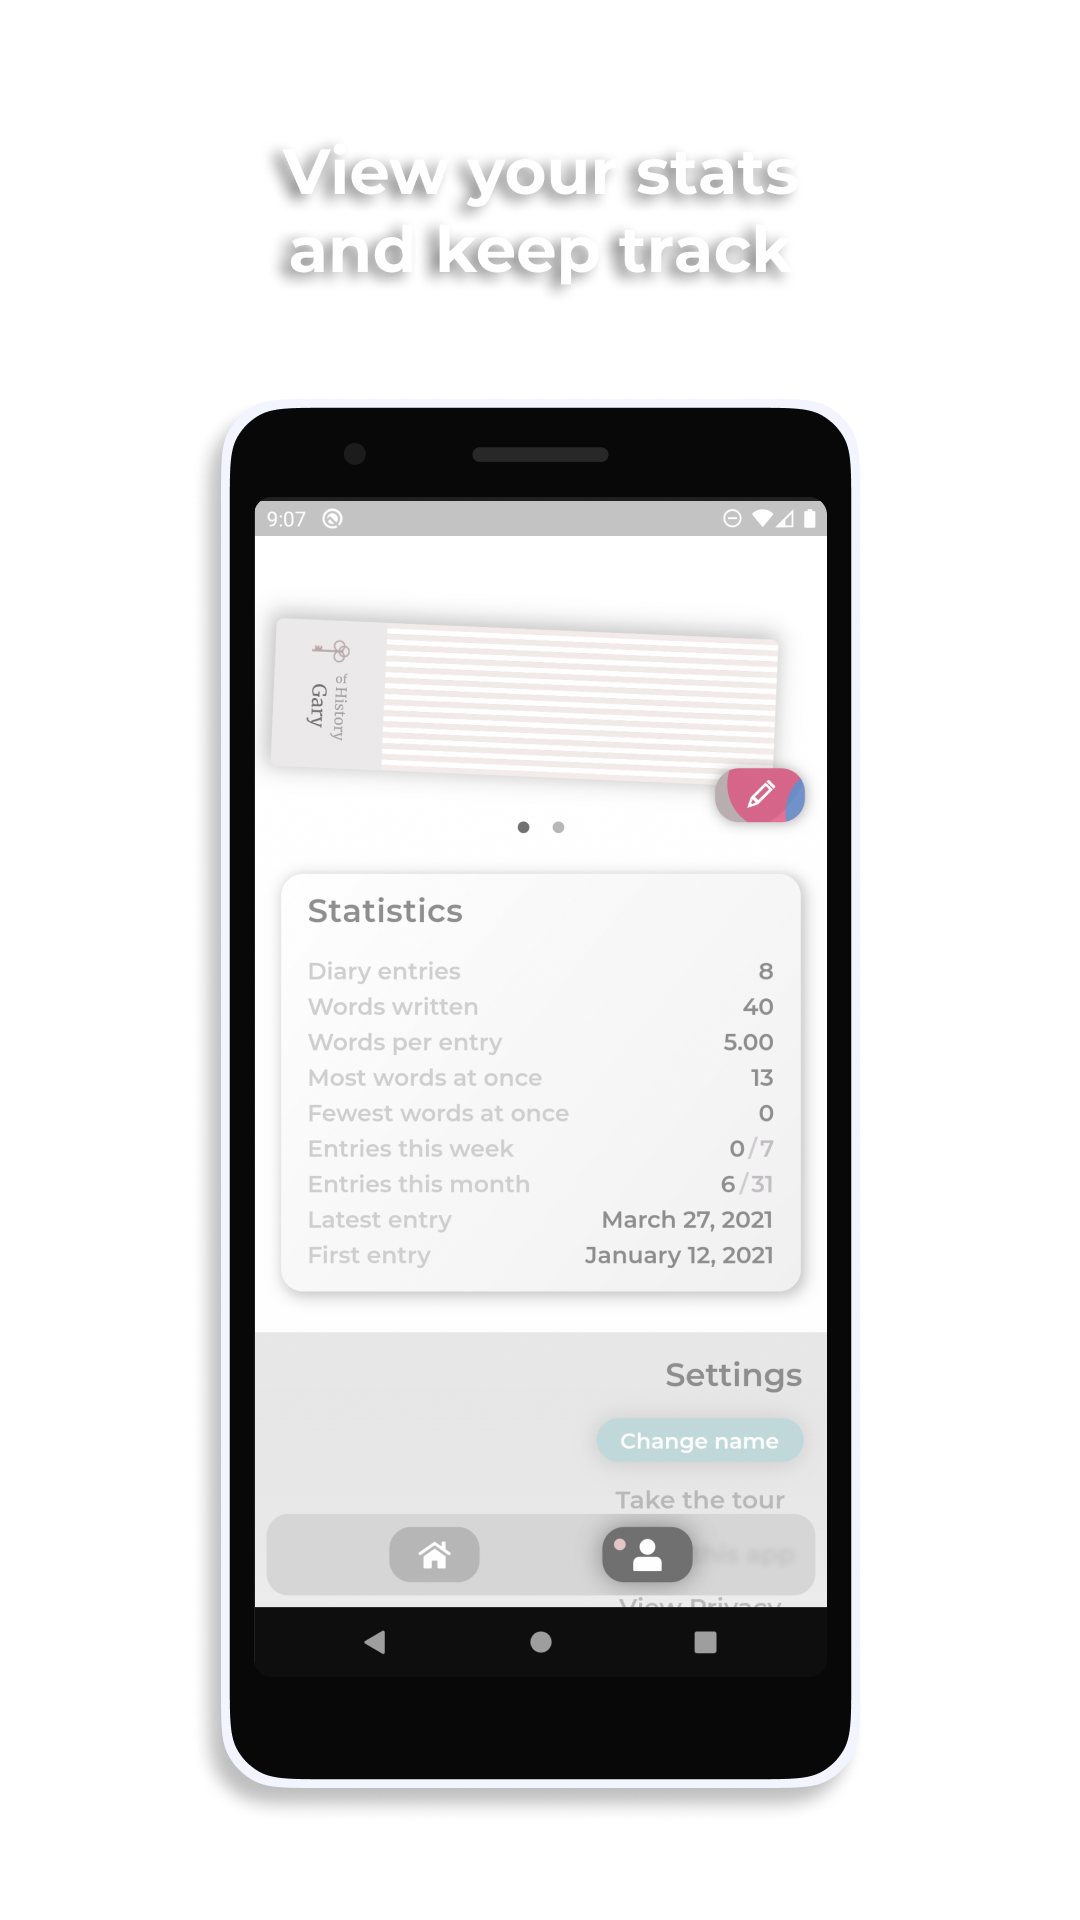 View your stats
and keep track
9:07
of History
Gary
Statistics
Diary entries 8
Words written 40
Words per entry 5.00
Most words at once 13
Fewest words at once 0
Entries this week 0/7
Entries this month 6/31
Latest entry March 27, 2021
First entry January 12, 2021
Settings
Change name
Take the tour
this app
View Privacy